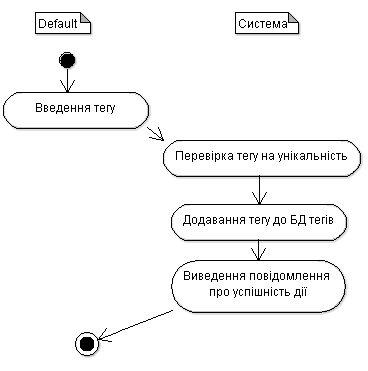 Default
Система
Введення тегу
Перевірка тегу на унікальність
Додавання тегу до БД тегів
Виведення повідомлення
про успішність дії